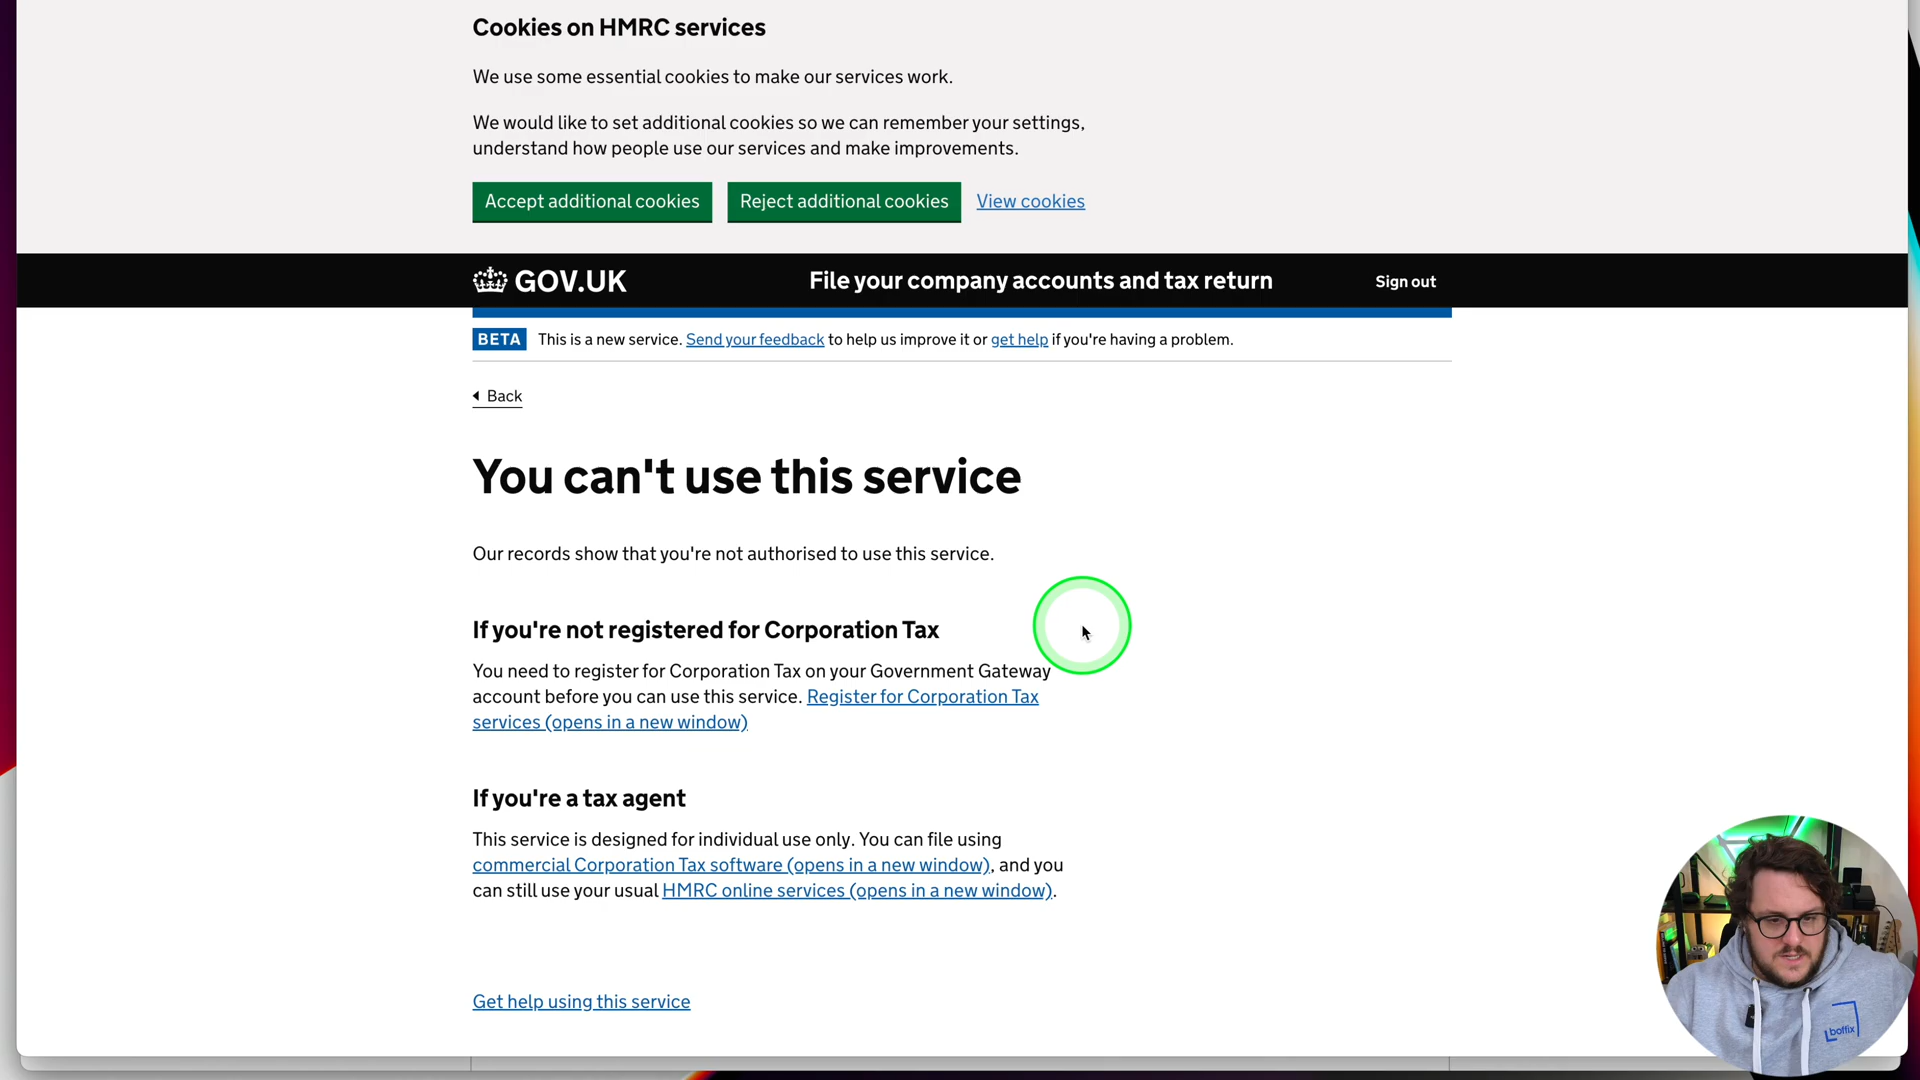 Cookies on HMRC services
We use some essential cookies to make our services work.
We would like to set additional cookies so we can remember your settings,
understand how people use our services and make improvements.
Accept additional cookies
Reject additional cookies
View cookies
GOV.UK
File your company accounts and tax return
Sign out
BETA
This is a new service. Send your feedback to help us improve it or get help if you're having a problem.
Back
You can't use this service
Our records show that you're not authorised to use this service.
If you're not registered for Corporation Tax
You need to register for Corporation Tax on your Government Gateway
account before you can use this service. Register for Corporation Tax
services (opens in a new window)
If you're a tax agent
This service is designed for individual use only. You can file using
commercial Corporation Tax software (opens in a new window), and you
can still use your usual HMRC online services (opens in a new window).
Get help using this service
boffix